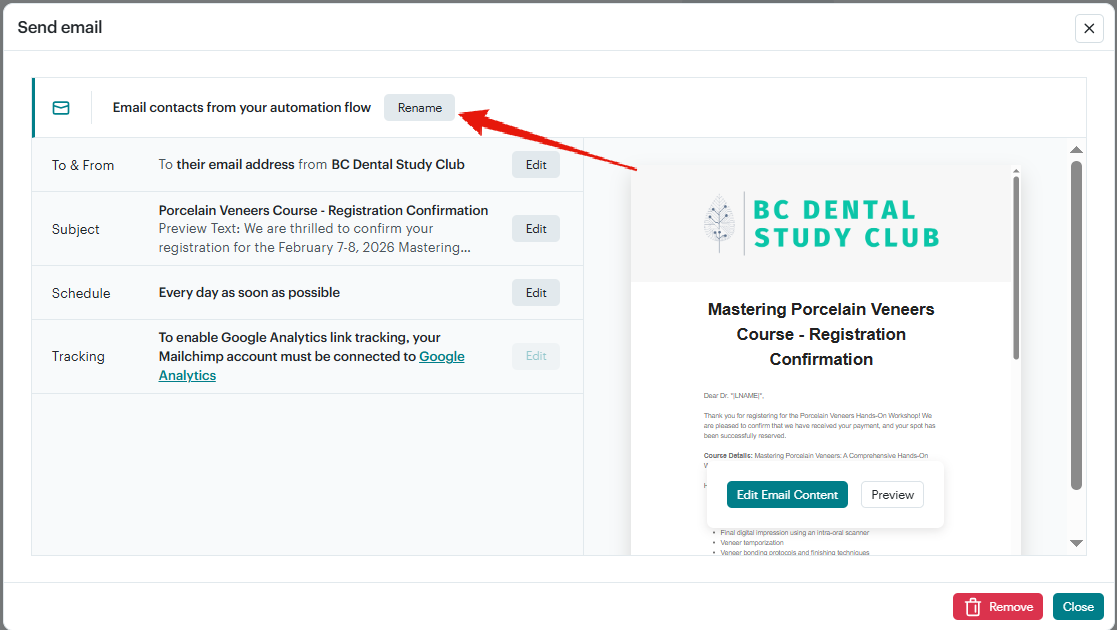 Send email
Email contacts from your automation flow Rename
To & From To their email address from BC Dental Study Club Edit
Subject Porcelain Veneers Course - Registration Confirmation
Preview Text: We are thrilled to confirm your
registration for the February 7-8, 2026 Mastering... Edit
Schedule Every day as soon as possible Edit
Tracking To enable Google Analytics link tracking, your
Mailchimp account must be connected to Google
Analytics Edit
BC DENTAL
STUDY CLUB
Mastering Porcelain Veneers
Course - Registration
Confirmation
Dear Dr. *|LNAME|*,
Thank you for registering for the Porcelain Veneers Hands-On Workshop! We
are pleased to confirm that we have received your payment, and your spot has
been successfully reserved.
Course Details: Mastering Porcelain Veneers: A Comprehensive Hands-On
Edit Email Content Preview
• Final digital impression using an intra-oral scanner
• Veneer temporization
• Veneer bonding protocols and finishing techniques
Remove Close